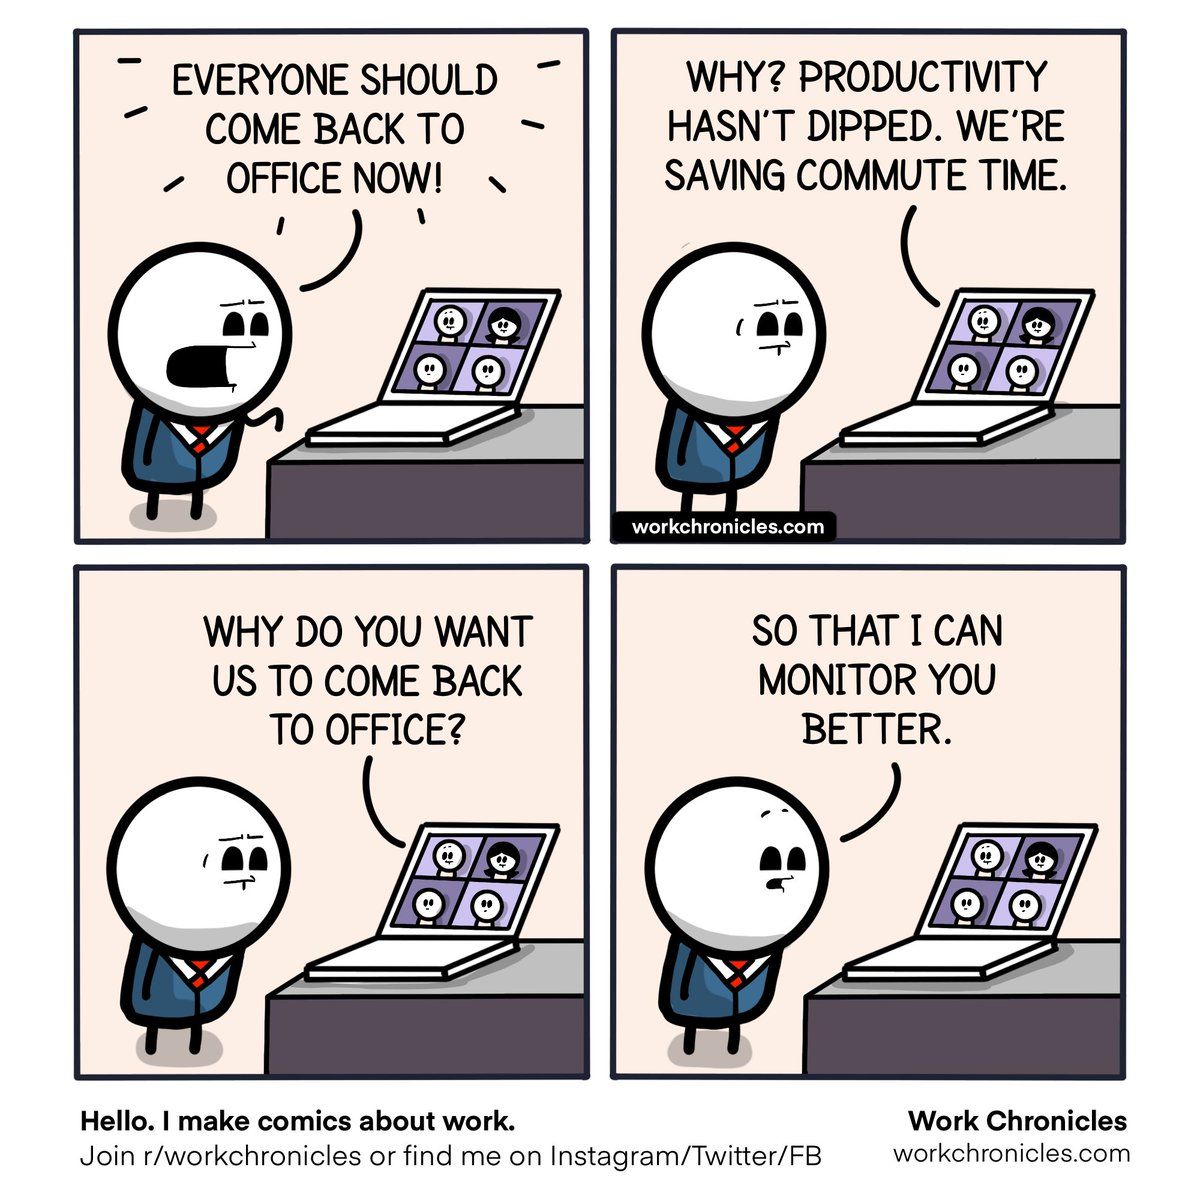 EVERYONE SHOULD
COME BACK TO
OFFICE NOW!
WHY? PRODUCTIVITY
HASN'T DIPPED. WE'RE
SAVING COMMUTE TIME.
workchronicles.com
WHY DO YOU WANT
US TO COME BACK
TO OFFICE?
SO THAT I CAN
MONITOR YOU
BETTER.
Hello. I make comics about work.
Join r/workchronicles or find me on Instagram/Twitter/FB
Work Chronicles
workchronicles.com